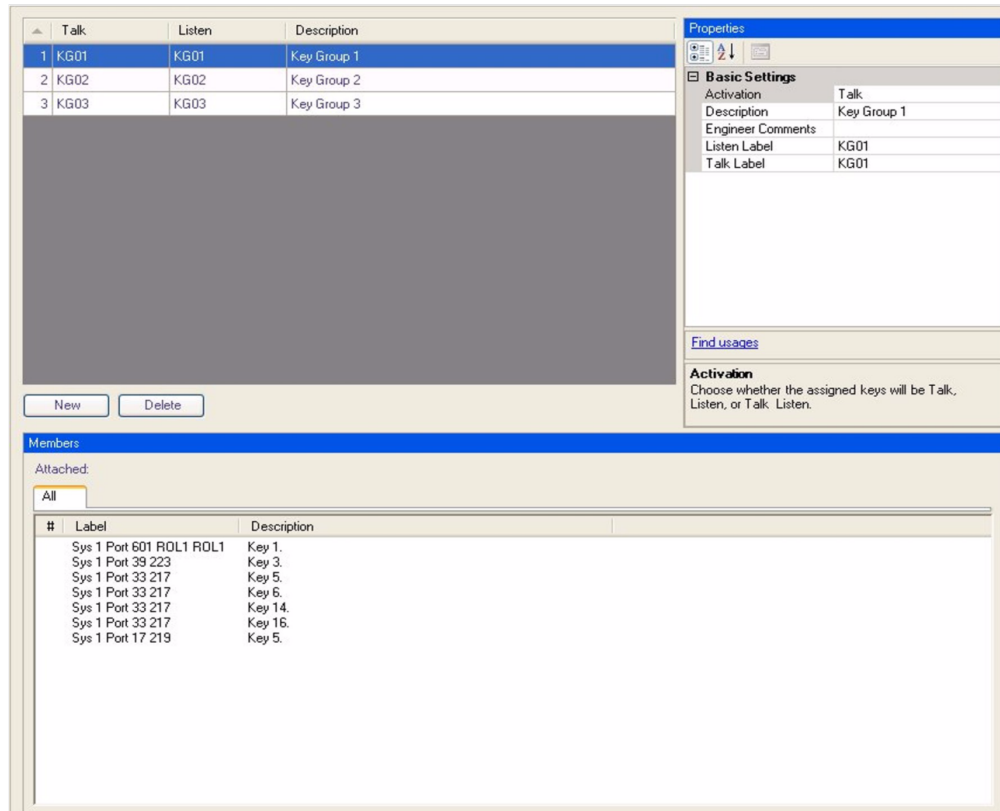 Talk Listen Description
1 KG01 KG01 Key Group 1
2 KG02 KG02 Key Group 2
3 KG03 KG03 Key Group 3
New Delete
Properties
Basic Settings
Activation Talk
Description Key Group 1
Engineer Comments
Listen Label KG01
Talk Label KG01
Find usages
Activation
Choose whether the assigned keys will be Talk,
Listen, or Talk Listen.
Members
Attached:
All
# Label Description
Sys 1 Port 601 ROL1 ROL1 Key 1.
Sys 1 Port 39 223 Key 3.
Sys 1 Port 33 217 Key 5.
Sys 1 Port 33 217 Key 6.
Sys 1 Port 33 217 Key 14.
Sys 1 Port 33 217 Key 16.
Sys 1 Port 17 219 Key 5.